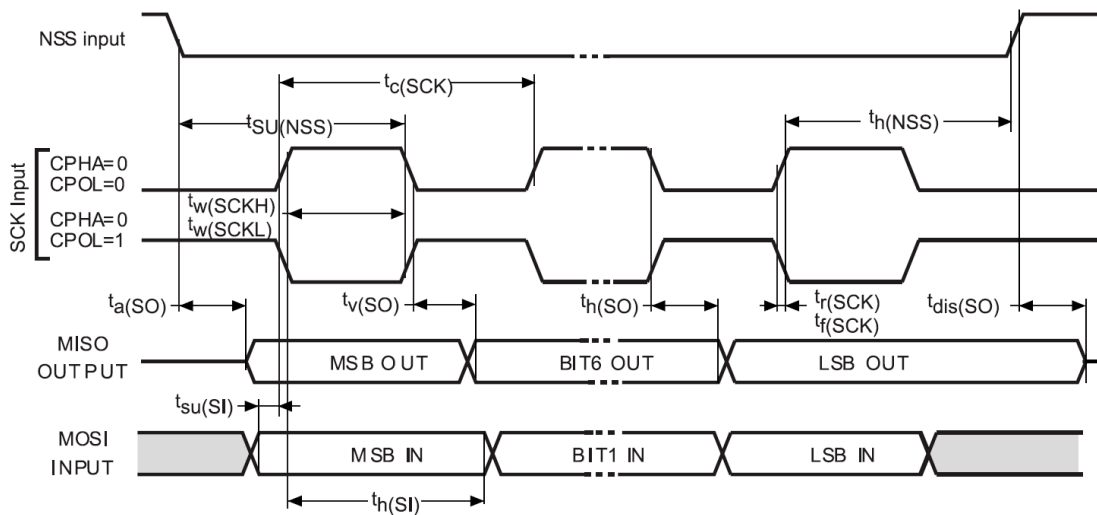 NSS input
tc(SCK)
tSU(NSS)
th(NSS)
SCK Input
CPHA=0
CPOL=0
CPHA=0
CPOL=1
tw(SCKH)
tw(SCKL)
ta(SO)
tv(SO)
th(SO)
tr(SCK)
tf(SCK)
tdis(SO)
MISO
OUTPUT
MSB OUT
BIT6 OUT
LSB OUT
tsu(SI)
MOSI
INPUT
MSB IN
BIT1 IN
LSB IN
th(SI)